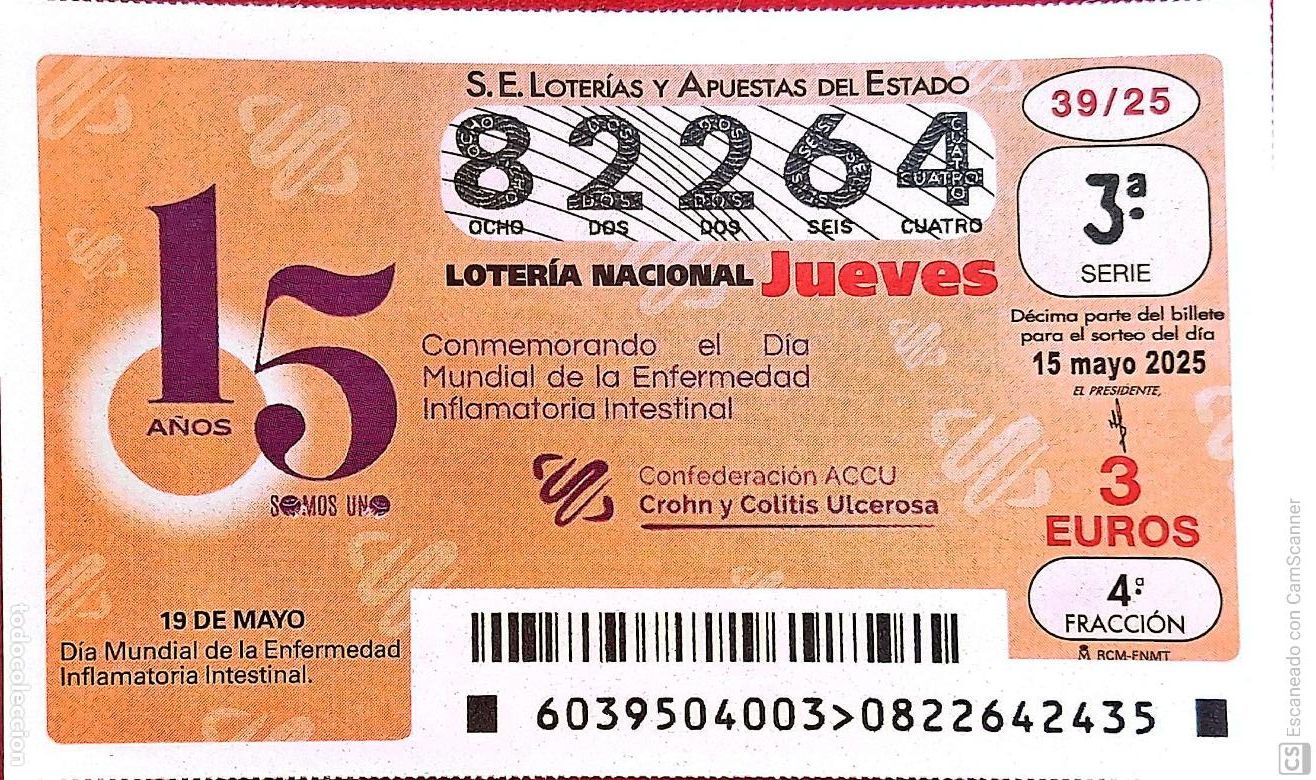 S.E. LOTERÍAS Y APUESTAS DEL ESTADO
39/25
82264
OCHO DOS DOS SEIS CUATRO
3ª
SERIE
LOTERÍA NACIONAL Jueves
Décima parte del billete
para el sorteo del día
15 mayo 2025
EL PRESIDENTE,
15
AÑOS
SOMOS UNO
Conmemorando el Día
Mundial de la Enfermedad
Inflamatoria Intestinal
Confederación ACCU
Crohn y Colitis Ulcerosa
3
EUROS
4ª
FRACCIÓN
RCM-FNMT
19 DE MAYO
Día Mundial de la Enfermedad
Inflamatoria Intestinal.
6039504003>0822642435
todocoleccion
CS Escaneado con CamScanner